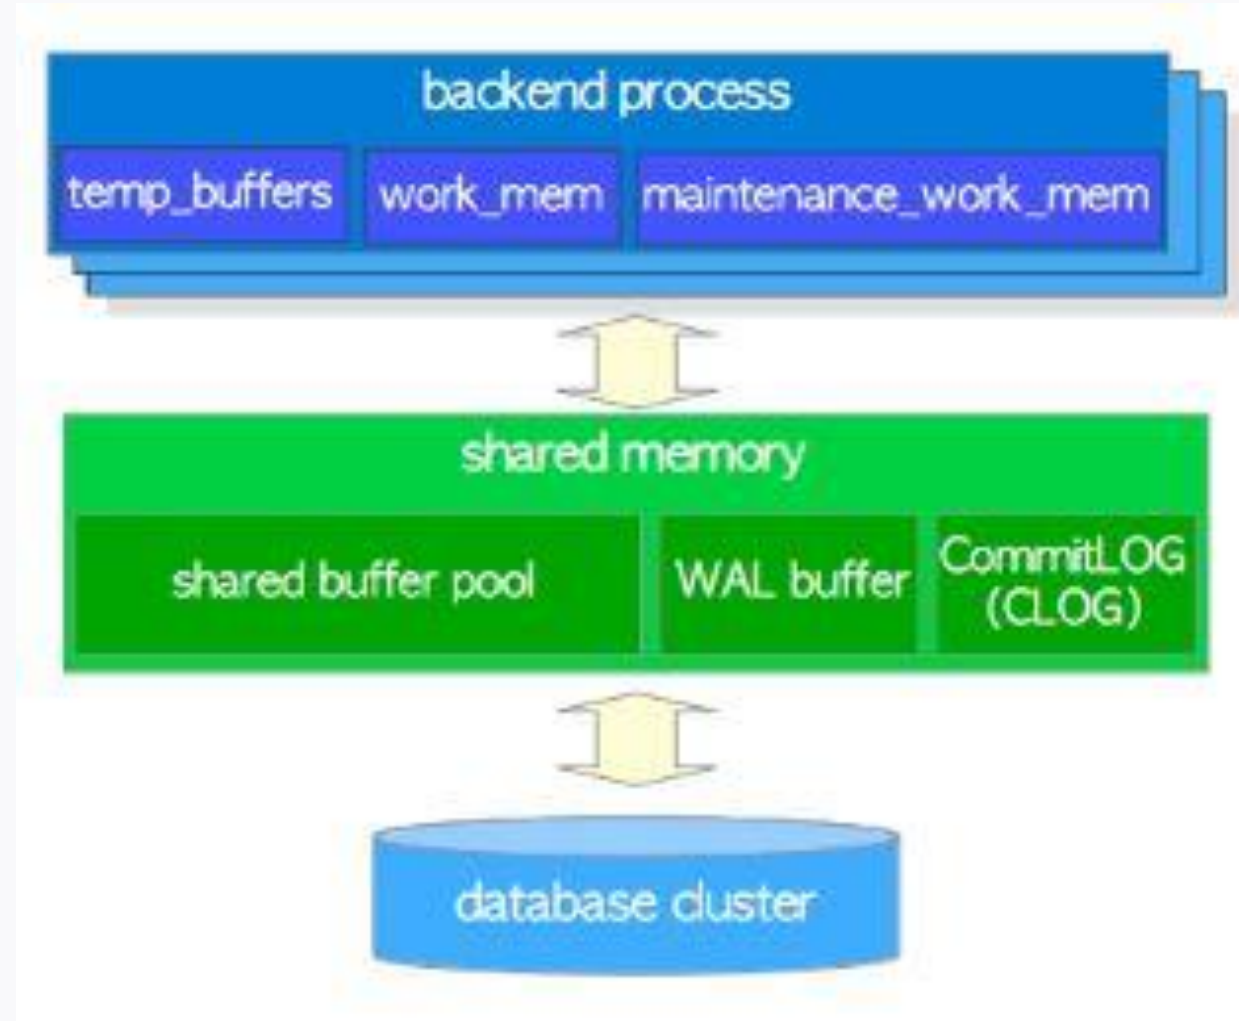 backend process
temp_buffers work_mem maintenance_work_mem
shared memory
shared buffer pool WAL buffer CommitLOG
(CLOG)
database cluster